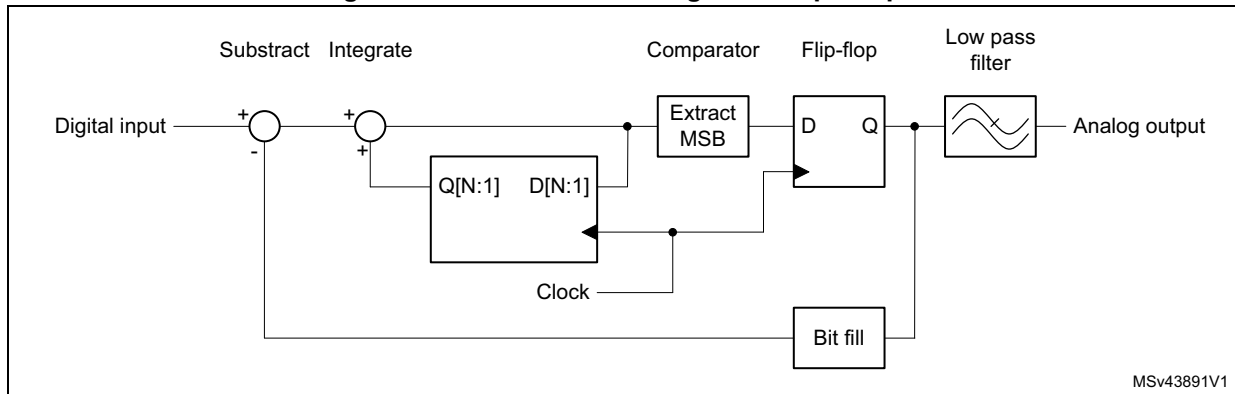 Substract
Integrate
Comparator
Flip-flop
Low pass
filter
Digital input
+
-
+
+
Extract
MSB
D
Q
Analog output
Q[N:1]
D[N:1]
Clock
Bit fill
MSv43891V1